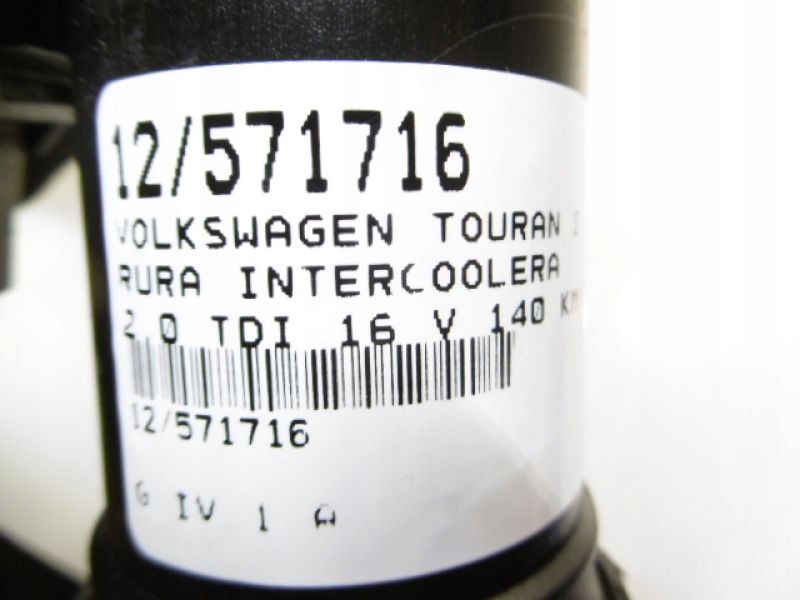 12/571716
VOLKSWAGEN TOURAN I
RURA INTERCOOLERA
2.0 TDI 16 V 140 KM
12/571716
G IV 1 A